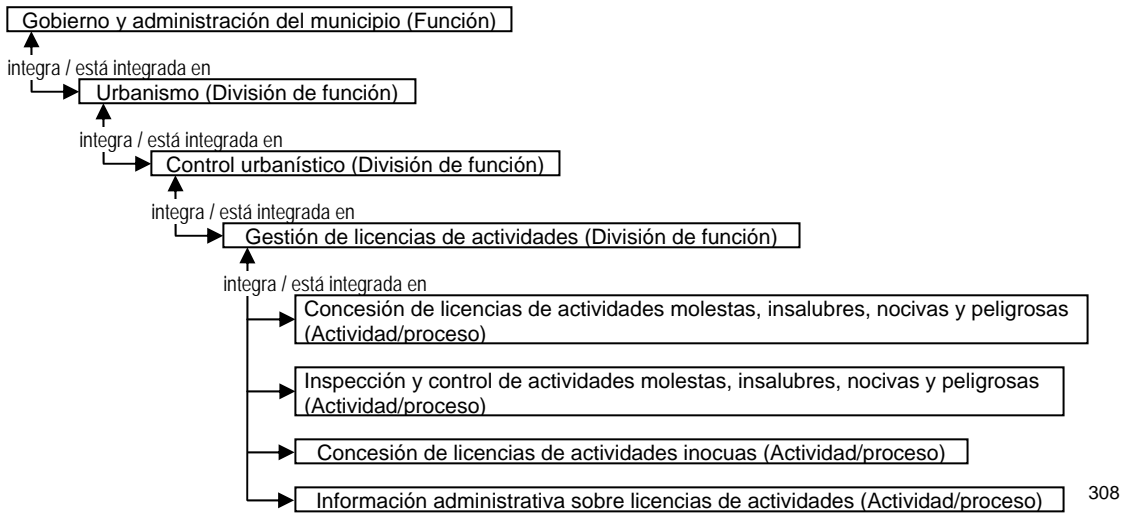 Gobierno y administración del municipio (Función)
integra / está integrada en
Urbanismo (División de función)
integra / está integrada en
Control urbanístico (División de función)
integra / está integrada en
Gestión de licencias de actividades (División de función)
integra / está integrada en
Concesión de licencias de actividades molestas, insalubres, nocivas y peligrosas
(Actividad/proceso)
Inspección y control de actividades molestas, insalubres, nocivas y peligrosas
(Actividad/proceso)
Concesión de licencias de actividades inocuas (Actividad/proceso)
Información administrativa sobre licencias de actividades (Actividad/proceso)
308